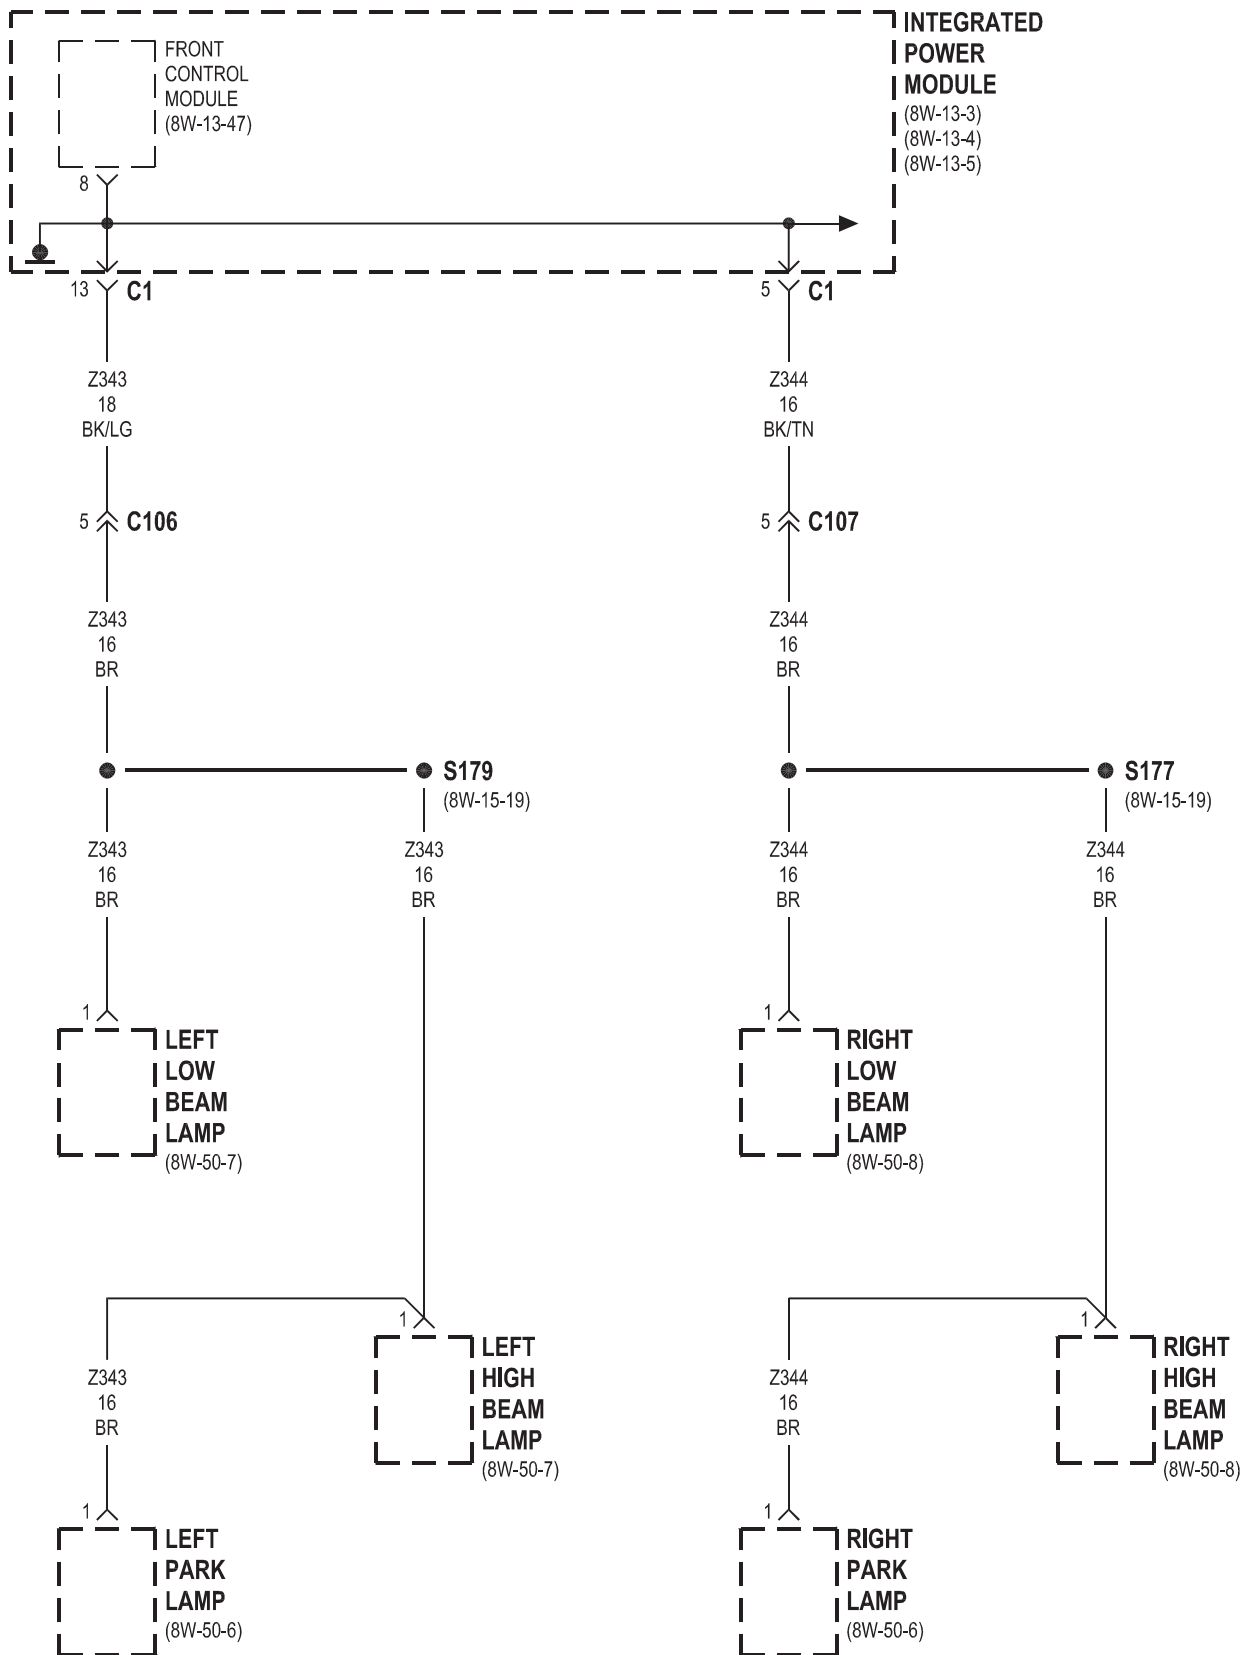 INTEGRATED
POWER
MODULE
(8W-13-3)
(8W-13-4)
(8W-13-5)
FRONT
CONTROL
MODULE
(8W-13-47)
8
13 C1
5 C1
Z343
18
BK/LG
Z344
16
BK/TN
5 C106
5 C107
Z343
16
BR
Z344
16
BR
S179
(8W-15-19)
S177
(8W-15-19)
Z343
16
BR
Z343
16
BR
Z344
16
BR
Z344
16
BR
1
LEFT
LOW
BEAM
LAMP
(8W-50-7)
1
RIGHT
LOW
BEAM
LAMP
(8W-50-8)
1
LEFT
HIGH
BEAM
LAMP
(8W-50-7)
1
RIGHT
HIGH
BEAM
LAMP
(8W-50-8)
Z343
16
BR
Z344
16
BR
1
LEFT
PARK
LAMP
(8W-50-6)
1
RIGHT
PARK
LAMP
(8W-50-6)